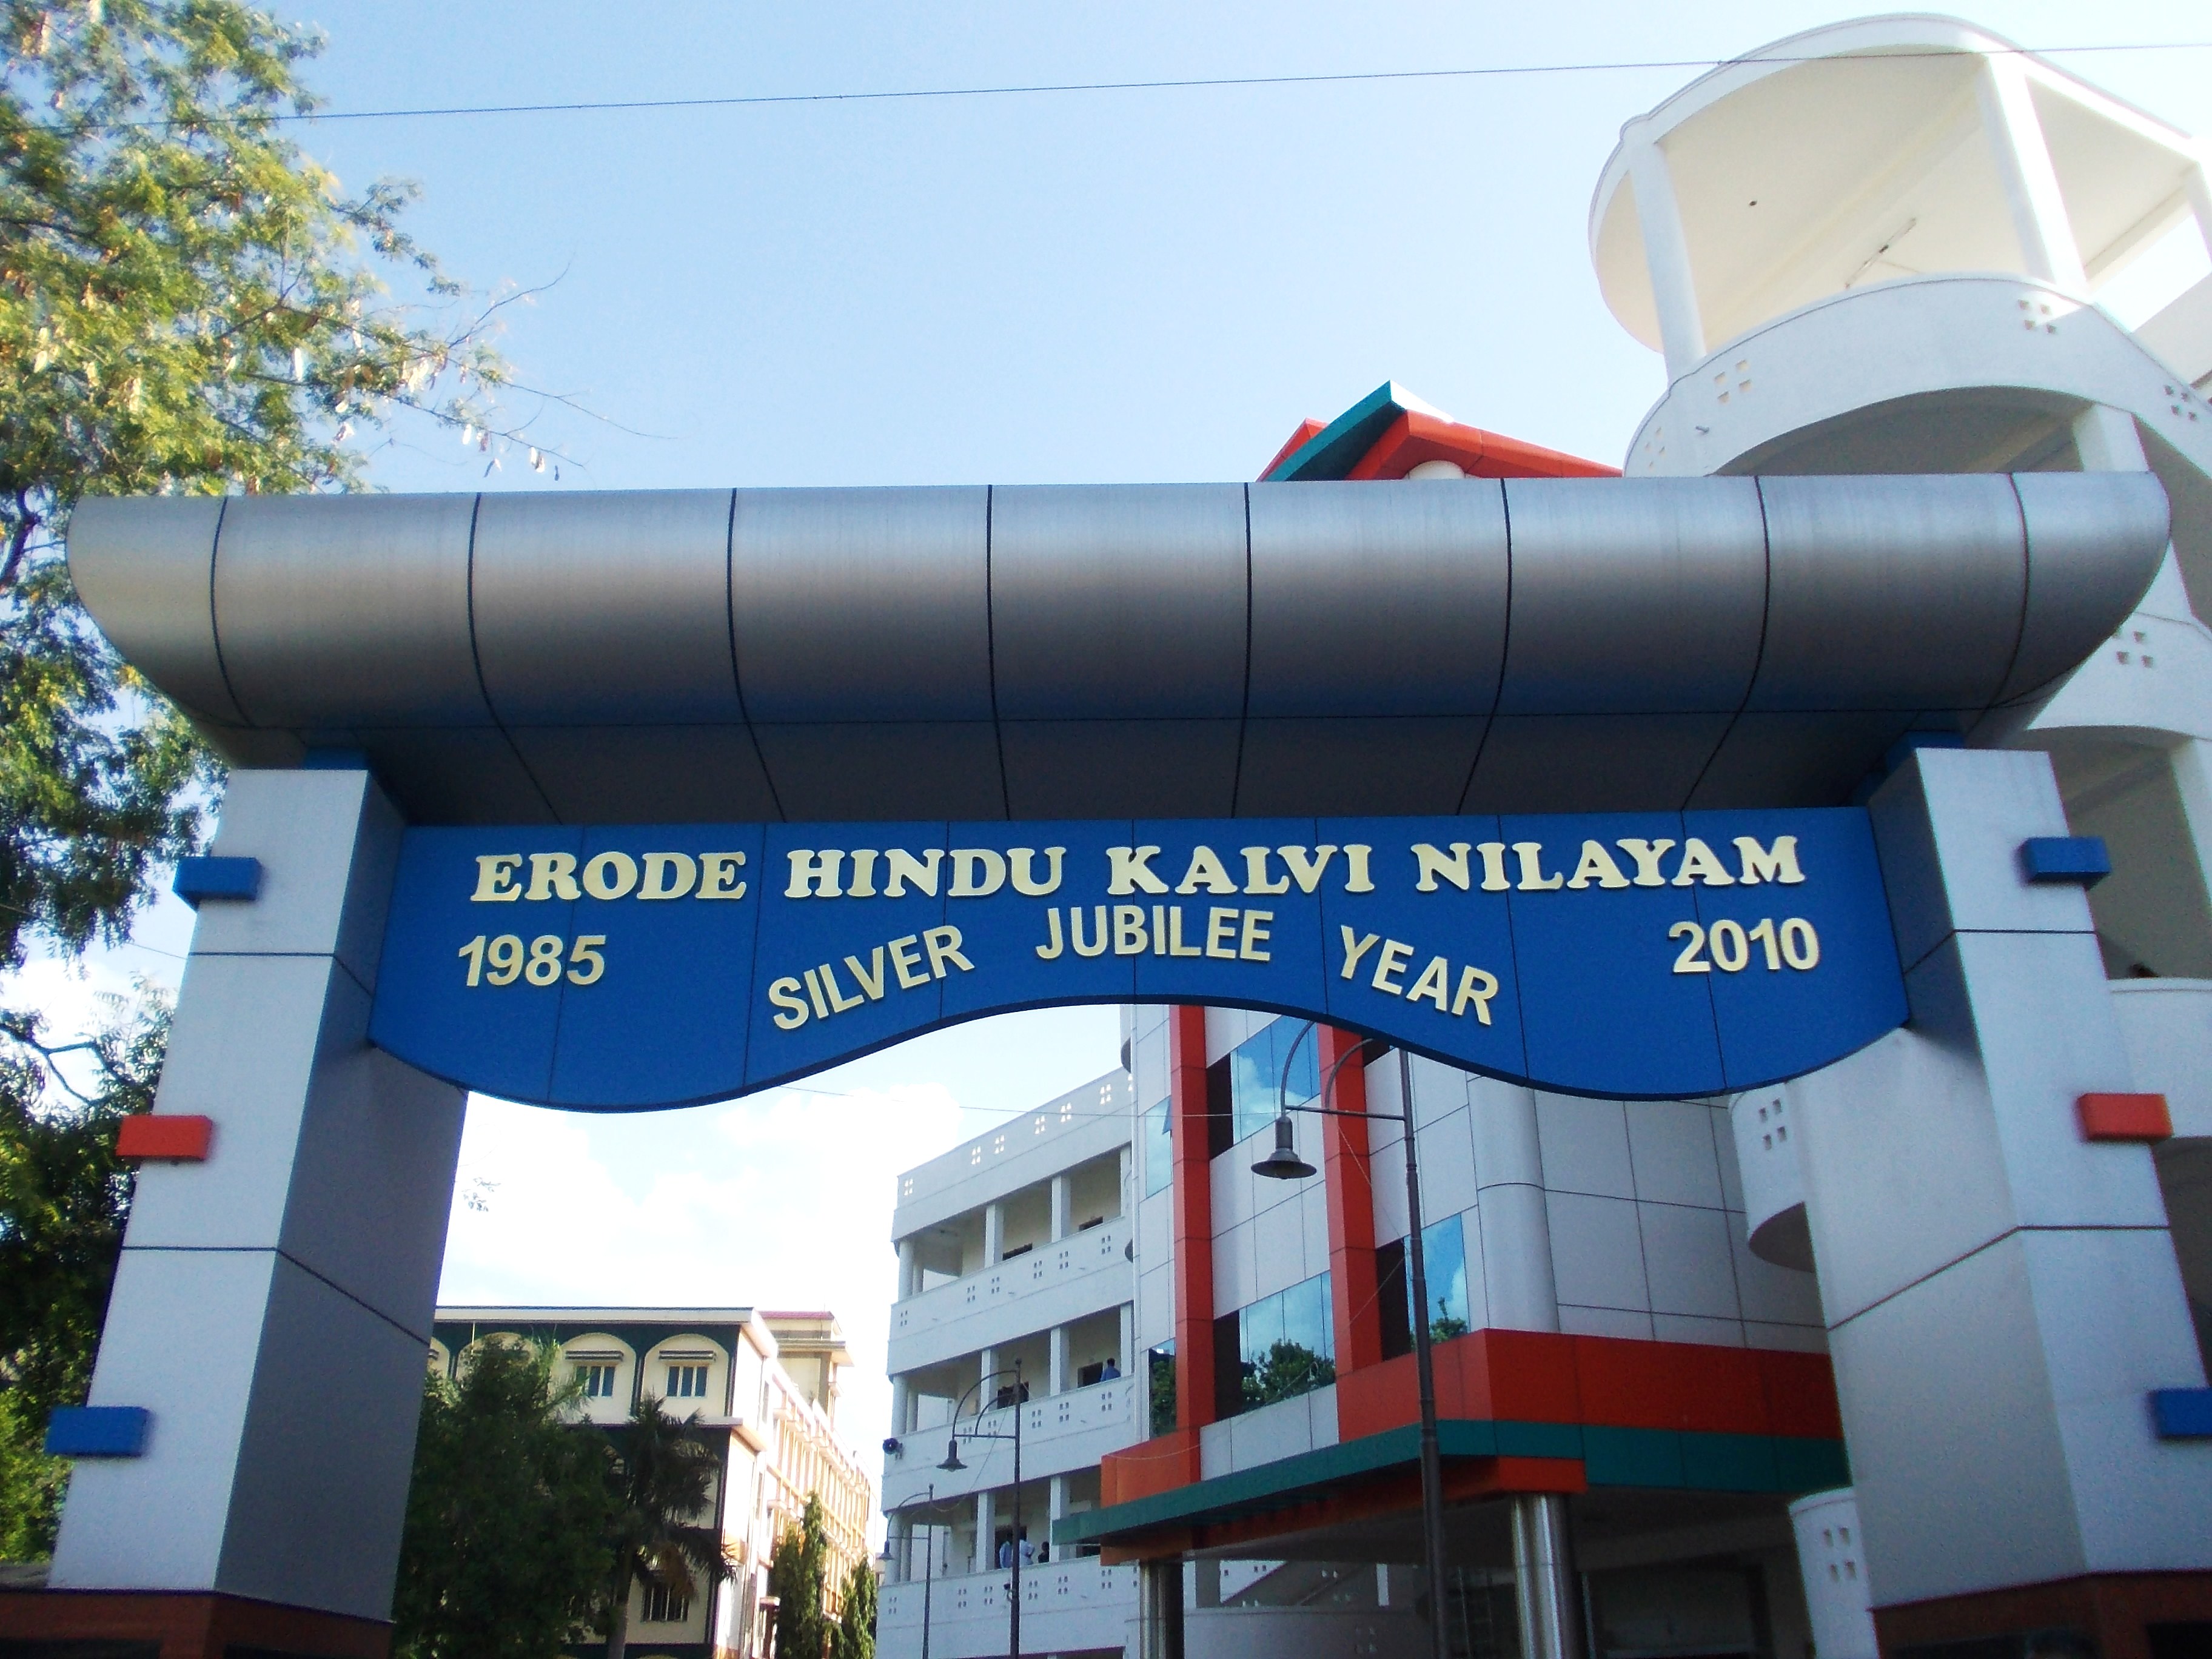 ERODE HINDU KALVI NILAYAM
1985 SILVER JUBILEE YEAR 2010